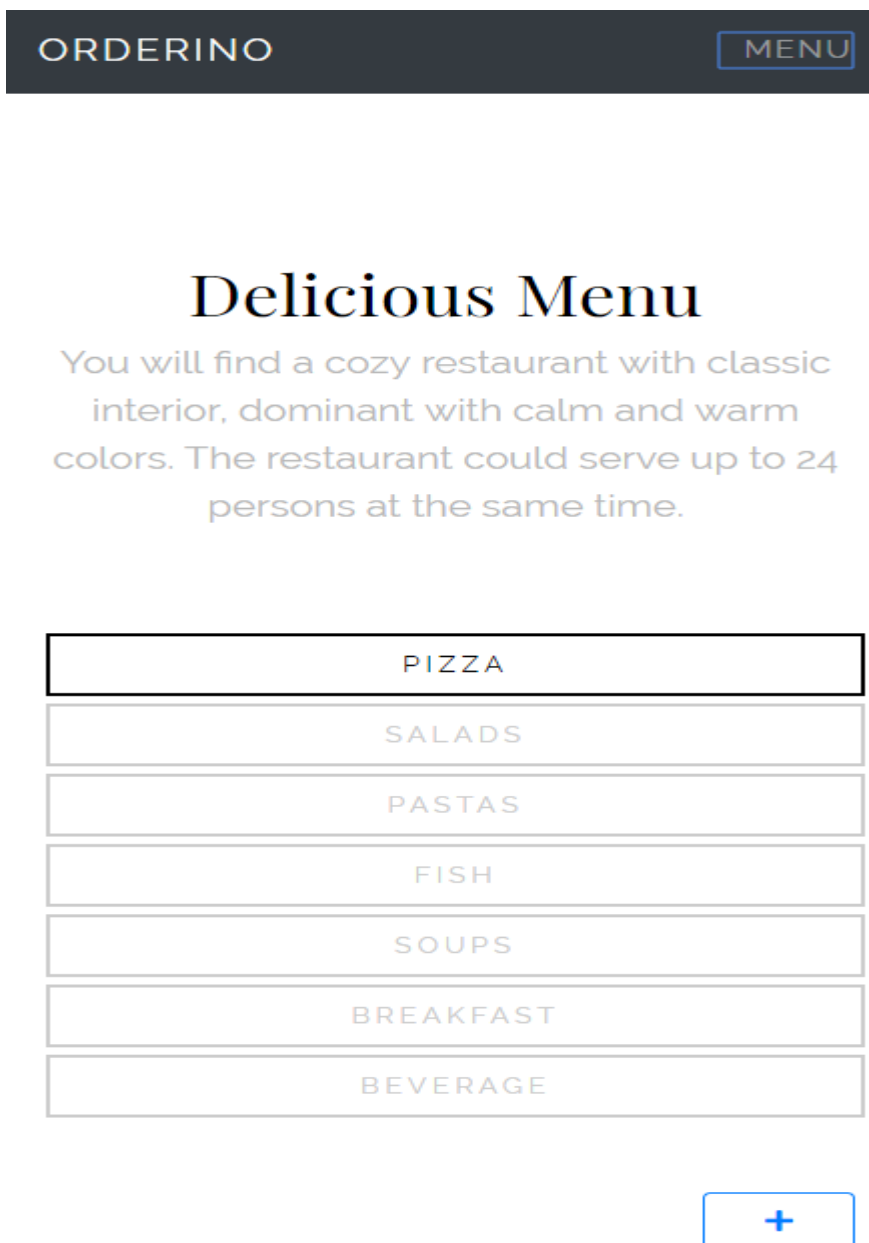 ORDERINO
MENU
Delicious Menu
You will find a cozy restaurant with classic
interior, dominant with calm and warm
colors. The restaurant could serve up to 24
persons at the same time.
PIZZA
SALADS
PASTAS
FISH
SOUPS
BREAKFAST
BEVERAGE
+